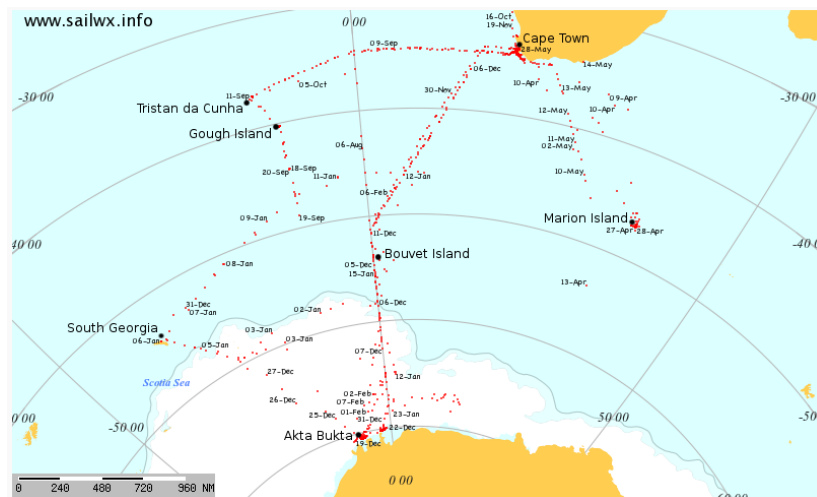 www.sailwx.info
0 00
16-Oct
19-Nov
Cape Town
28-May
09-Sep
14-May
06-Dec
05-Oct
10-Apr
13-May
30-Nov
11-Sep
09-Apr
-30 00
-30 00
Tristan da Cunha
12-May
10-Apr
Gough Island
11-May
02-May
06-Aug
18-Sep
20-Sep
11-Jan
12-Jan
10-May
06-Feb
09-Jan
19-Sep
Marion Island
11-Dec
27-Apr
28-Apr
40 00
-40
Bouvet Island
08-Jan
05-Dec
15-Jan
13-Apr
31-Dec
07-Jan
02-Jan
06-Dec
South Georgia
03-Jan
06-Jan
05-Jan
03-Jan
07-Dec
Scotia Sea
27-Dec
12-Jan
26-Dec
02-Feb
07-Feb
25-Dec
01-Feb
31-Dec
23-Jan
0 00
-50 00
50 00
-50
22-Dec
Akta Bukta
19-Dec
0 00
0 240 480 720 960 NM